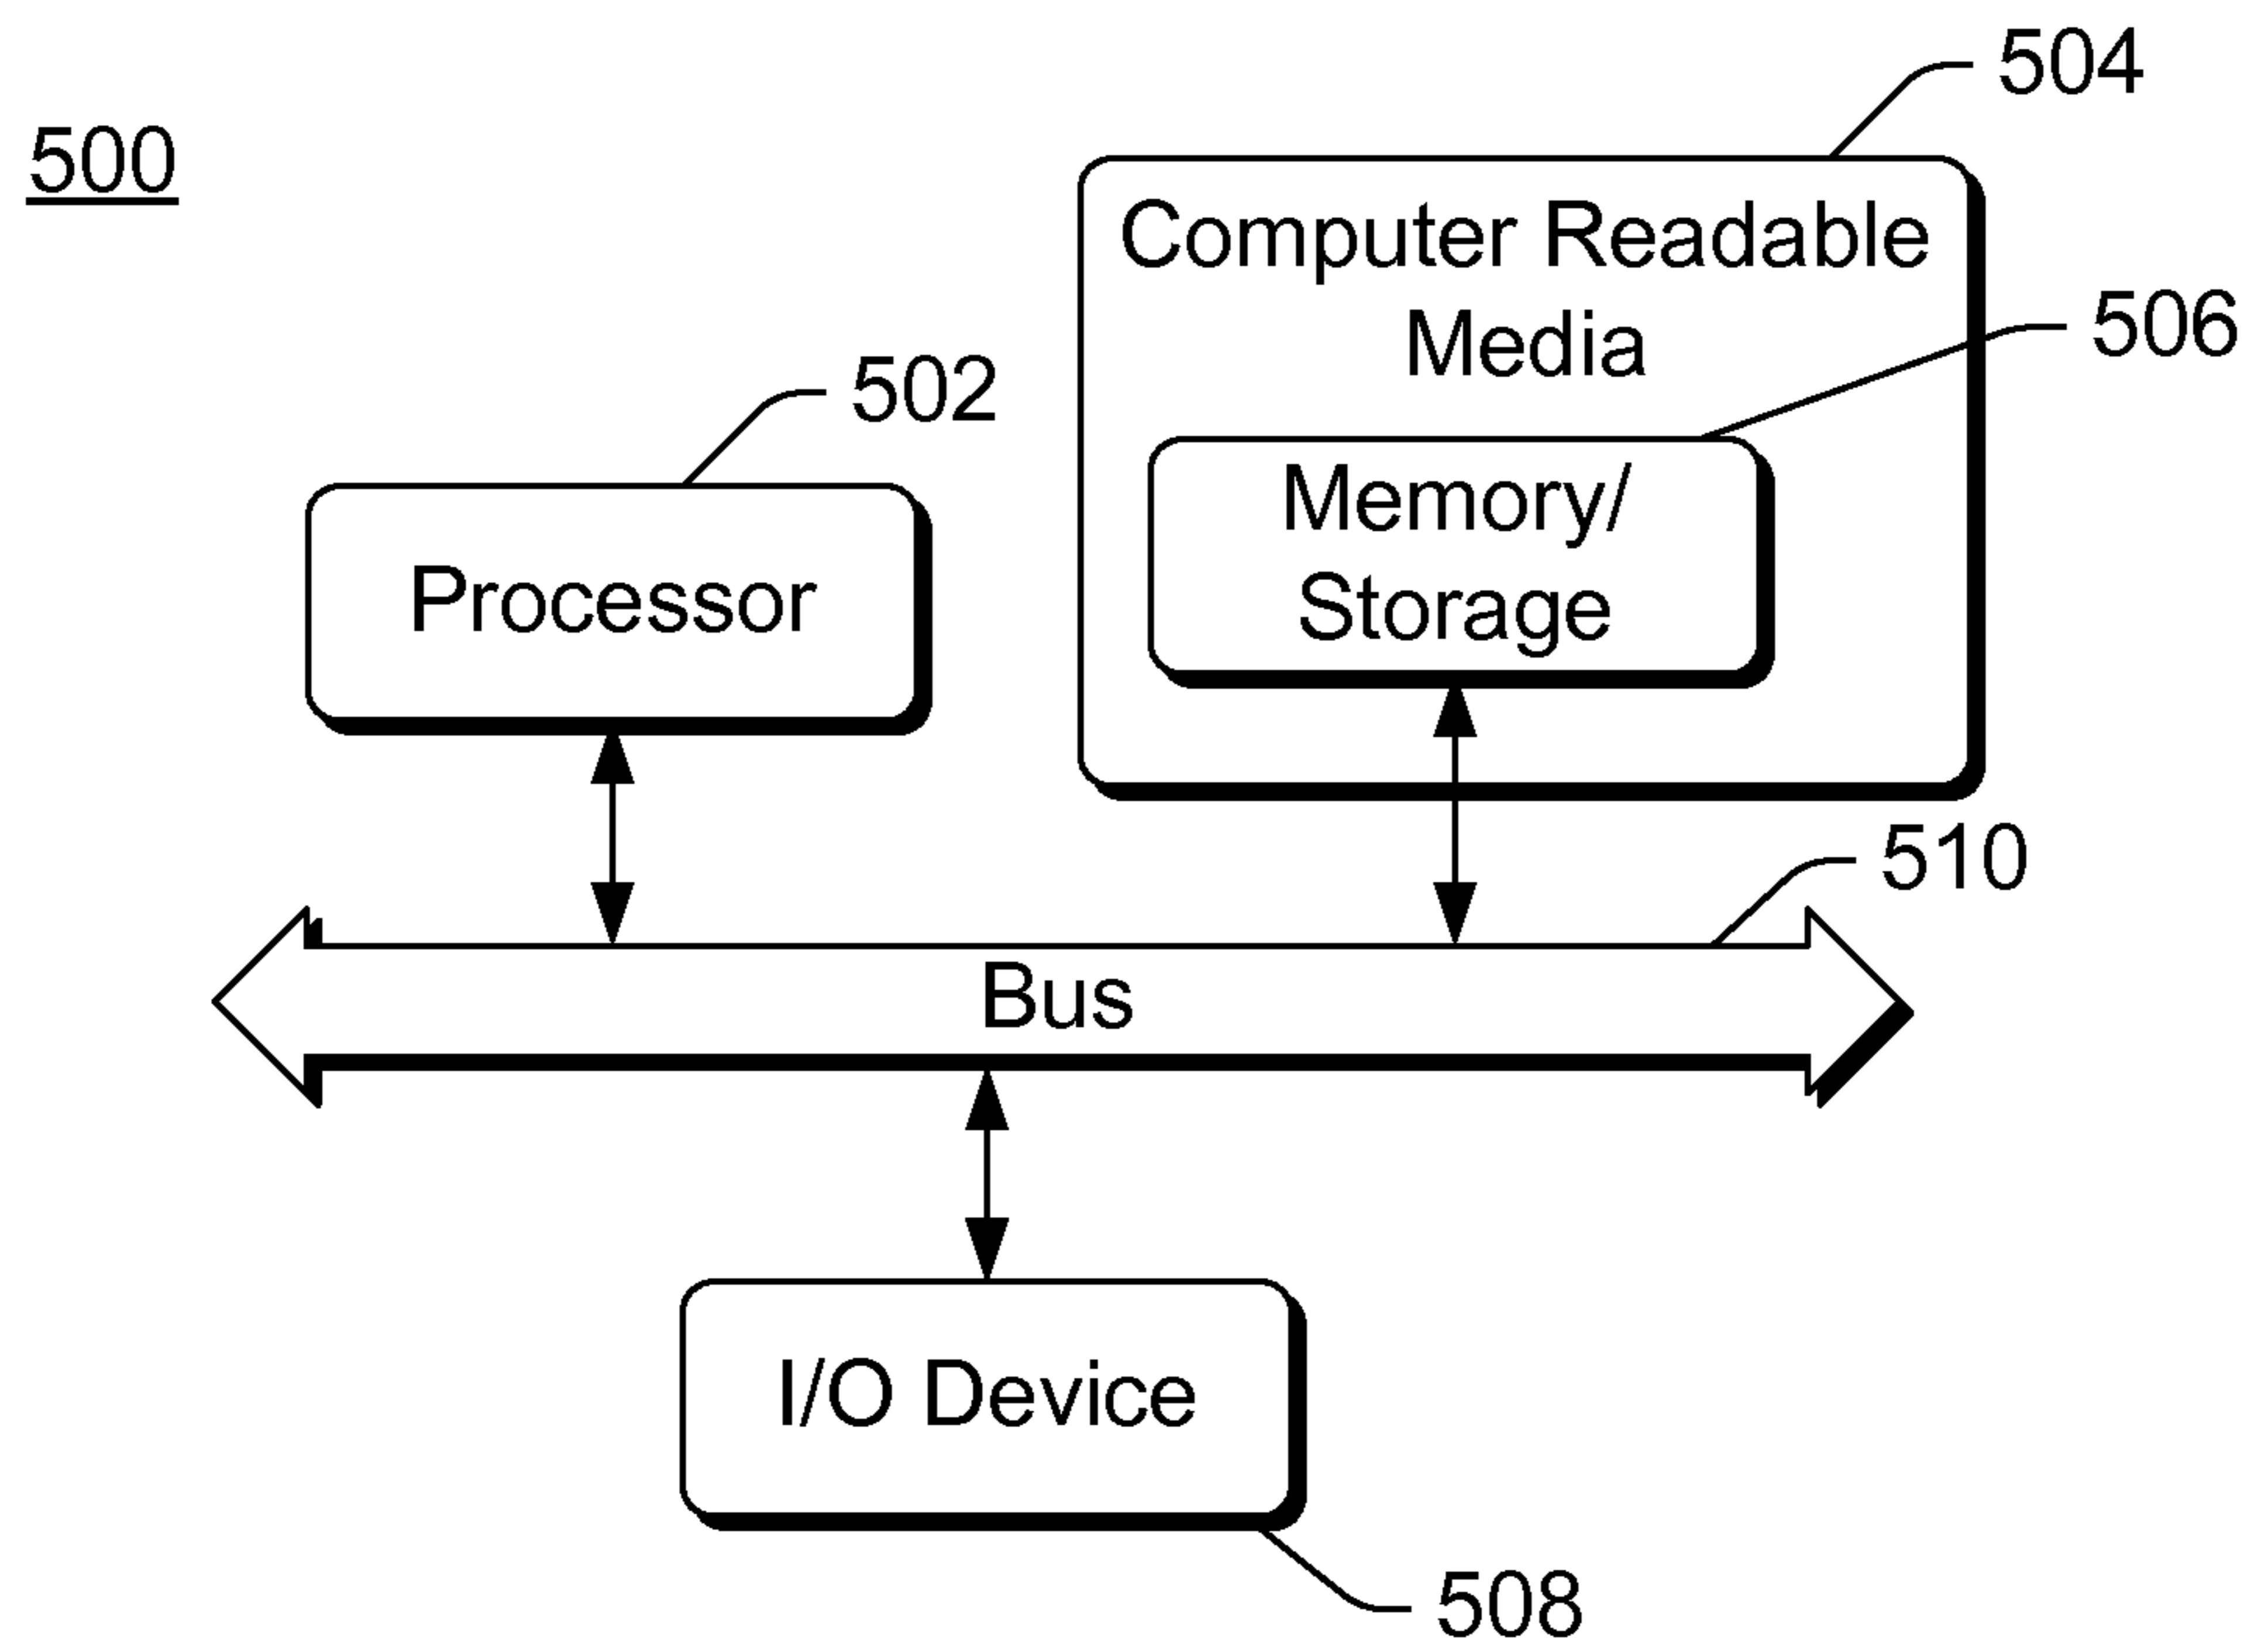 504
500
Computer Readable
Media
506
502
Memory/
Storage
Processor
510
Bus
I/O Device
508